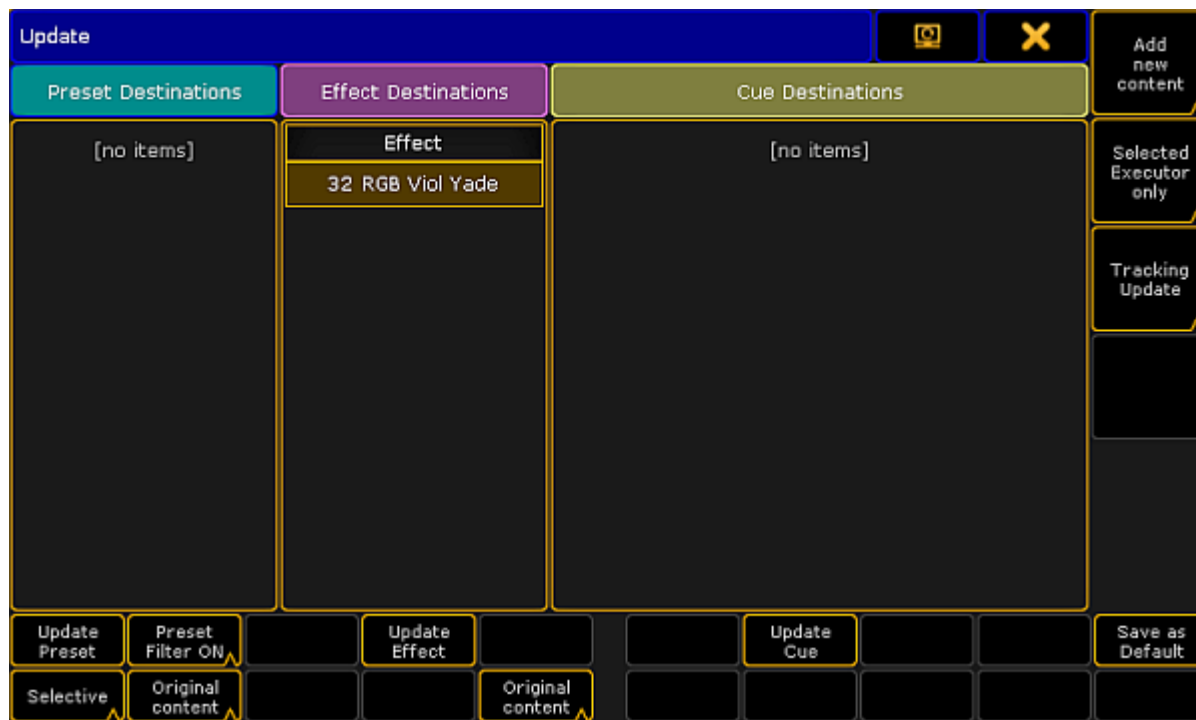 Update
Add
new
content
Preset Destinations
Effect Destinations
Cue Destinations
[no items]
Effect
32 RGB Viol Yade
[no items]
Selected
Executor
only
Tracking
Update
Update
Preset
Preset
Filter ON
Update
Effect
Update
Cue
Save as
Default
Selective
Original
content
Original
content